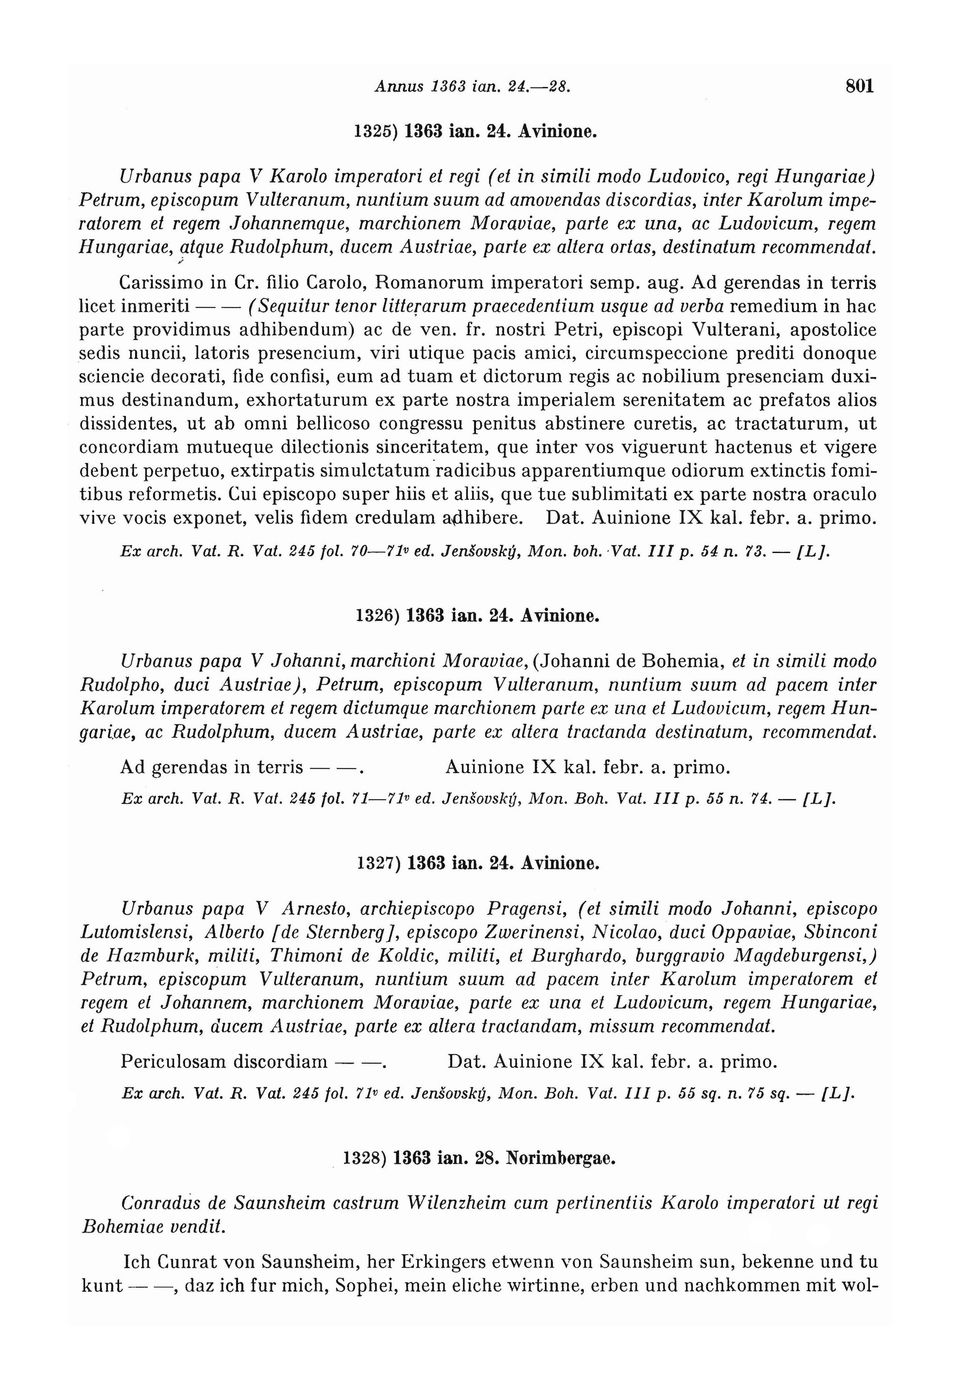 Annus 1363 ian. 24.—28. 801
1325) 1363 ian. 24. Avinione.
Urbanus papa V Karolo imperatori et regi (et in simili modo Ludovico, regi Hungariae)
Petrum, episcopum Vulteranum, nuntium suum ad amovendas discordias, inter Karolum impe-
ratorem et regem Johannemque, marchionem Moraviae, parte ex una, ac Ludovicum, regem
Hungariae, atque Rudolphum, ducem Austriae, parte ex altera ortas, destinatum recommendat.
Carissimo in Cr. filio Carolo, Romanorum imperatori semp. aug. Ad gerendas in terris
licet inmeriti — — (Sequitur tenor litterarum praecedentium usque ad verba remedium in hac
parte providimus adhibendum) ac de ven. fr. nostri Petri, episcopi Vulterani, apostolice
sedis nuncii, latoris presencium, viri utique pacis amici, circumspeccione prediti donoque
sciencie decorati, fide confisi, eum ad tuam et dictorum regis ac nobilium presenciam duxi-
mus destinandum, exhortaturum ex parte nostra imperialem serenitatem ac prefatos alios
dissidentes, ut ab omni bellicoso congressu penitus abstinere curetis, ac tractaturum, ut
concordiam mutueque dilectionis sinceritatem, que inter vos viguerunt hactenus et vigere
debent perpetuo, extirpatis simulctatum radicibus apparentiumque odiorum extinctis fomi-
tibus reformetis. Cui episcopo super hiis et aliis, que tue sublimitati ex parte nostra oraculo
vive vocis exponet, velis fidem credulam adhibere. Dat. Auinione IX kal. febr. a. primo.
Ex arch. Vat. R. Vat. 245 fol. 70—71v ed. Jenšovský, Mon. boh. Vat. III p. 54 n. 73. — [L].
1326) 1363 ian. 24. Avinione.
Urbanus papa V Johanni, marchioni Moraviae, (Johanni de Bohemia, et in simili modo
Rudolpho, duci Austriae), Petrum, episcopum Vulteranum, nuntium suum ad pacem inter
Karolum imperatorem et regem dictumque marchionem parte ex una et Ludovicum, regem Hun-
gariae, ac Rudolphum, ducem Austriae, parte ex altera tractanda destinatum, recommendat.
Ad gerendas in terris — —. Auinione IX kal. febr. a. primo.
Ex arch. Vat. R. Vat. 245 fol. 71—71v ed. Jenšovský, Mon. Boh. Vat. III p. 55 n. 74. — [L].
1327) 1363 ian. 24. Avinione.
Urbanus papa V Arnesto, archiepiscopo Pragensi, (et simili modo Johanni, episcopo
Lutomislensi, Alberto [de Sternberg], episcopo Zwerinensi, Nicolao, duci Oppaviae, Sbinconi
de Hazmburk, militi, Thimoni de Koldic, militi, et Burghardo, burggravio Magdeburgensi,)
Petrum, episcopum Vulteranum, nuntium suum ad pacem inter Karolum imperatorem et
regem et Johannem, marchionem Moraviae, parte ex una et Ludovicum, regem Hungariae,
et Rudolphum, ducem Austriae, parte ex altera tractandam, missum recommendat.
Periculosam discordiam — —. Dat. Auinione IX kal. febr. a. primo.
Ex arch. Vat. R. Vat. 245 fol. 71v ed. Jenšovský, Mon. Boh. Vat. III p. 55 sq. n. 75 sq. — [L].
1328) 1363 ian. 28. Norimbergae.
Conradus de Saunsheim castrum Wilenzheim cum pertinentiis Karolo imperatori ut regi
Bohemiae vendit.
Ich Cunrat von Saunsheim, her Erkingers etwenn von Saunsheim sun, bekenne und tu
kunt — —, daz ich fur mich, Sophei, mein eliche wirtinne, erben und nachkommen mit wol-